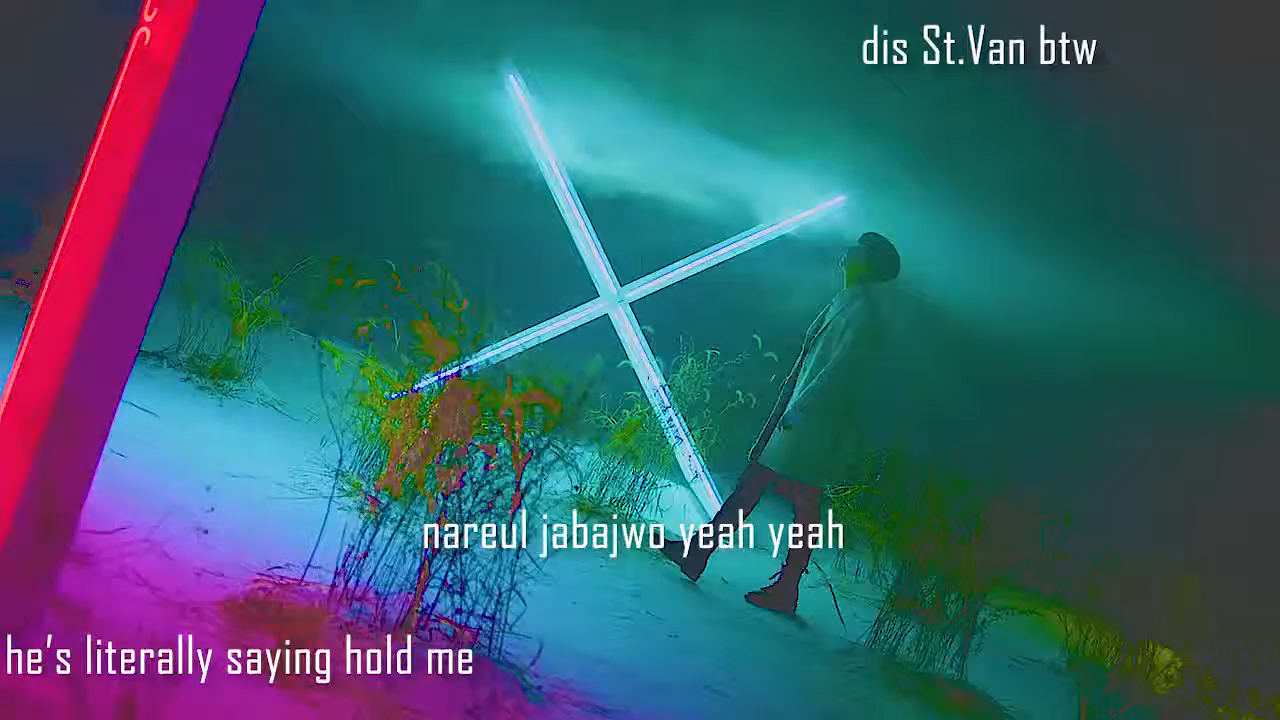 dis St.Van btw
nareul jabajwo yeah yeah
he's literally saying hold me